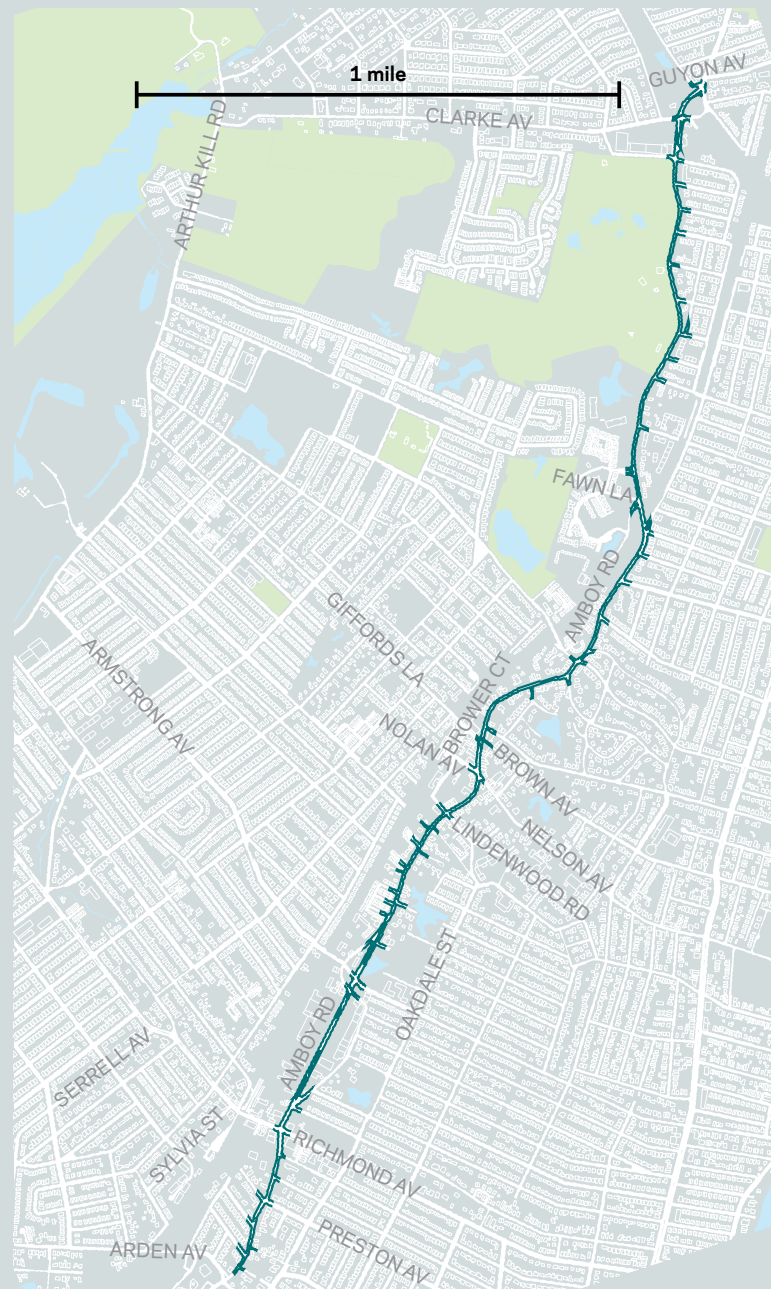 1 mile
GUYON AV
CLARKE AV
ARTHUR KILL RD
FAWN LA
AMBOY RD
GIFFORDS LA
ARMSTRONG AV
BROWER CT
NOLAN AV
BROWN AV
NELSON AV
LINDENWOOD RD
OAKDALE ST
AMBOY RD
SERRELL AV
SYLVIA ST
RICHMOND AV
PRESTON AV
ARDEN AV